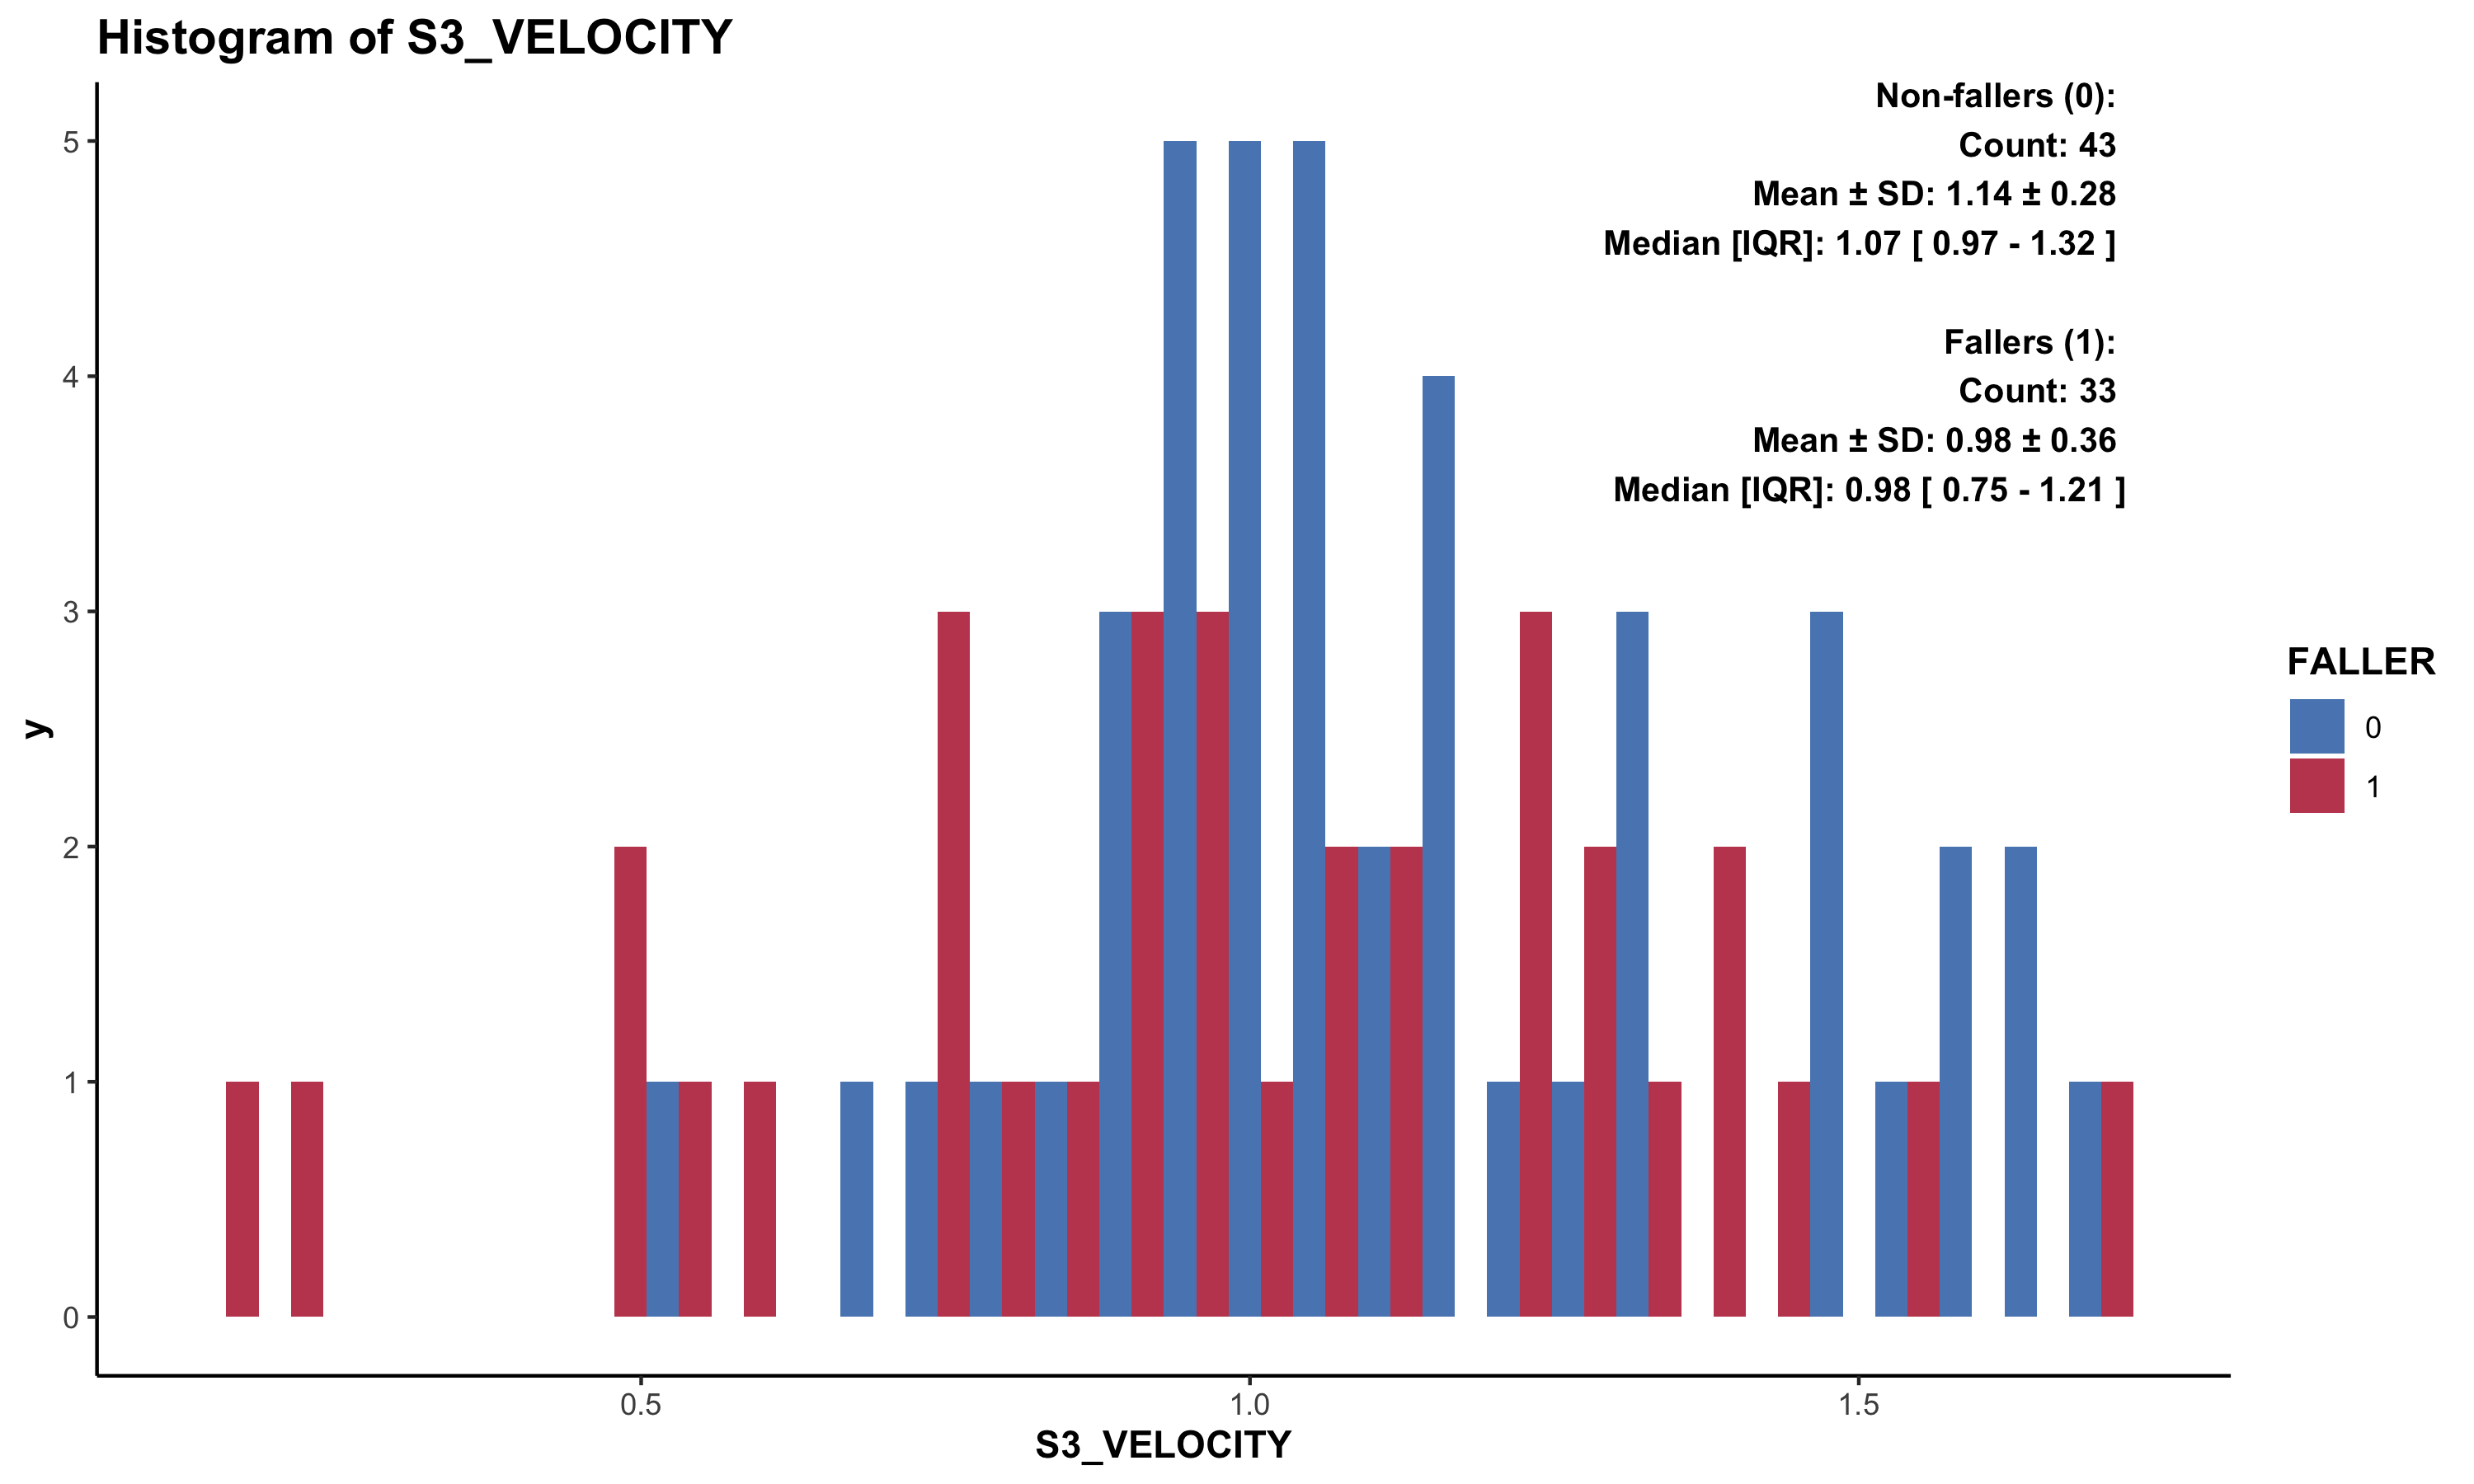 Histogram of S3_VELOCITY
Non-fallers (0):
Count: 43
Mean ± SD: 1.14 ± 0.28
Median [IQR]: 1.07 [ 0.97 - 1.32 ]
Fallers (1):
Count: 33
Mean ± SD: 0.98 ± 0.36
Median [IQR]: 0.98 [ 0.75 - 1.21 ]
5
4
3
2
1
0
y
0.5
1.0
1.5
S3_VELOCITY
FALLER
0
1